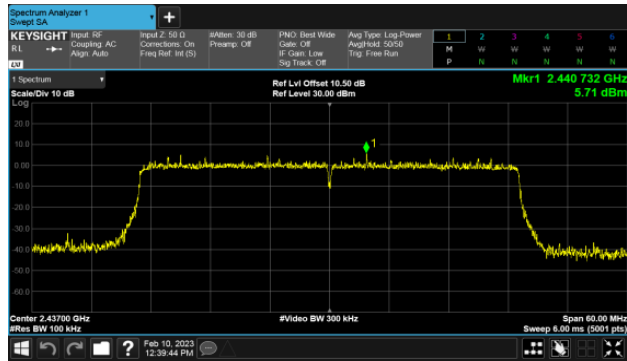 Spectrum Analyzer 1
Swept SA
+
KEYSIGHT Input: RF Input Z: 50 Ω #Atten: 30 dB PNO: Best Wide Avg Type: Log-Power 1 2 3 4 5 6
RL Coupling: AC Corrections: On Preamp: Off Gate: Off Avg|Hold: 50/50 M W W W W W
Align: Auto Freq Ref: Int (S) IF Gain: Low Trig: Free Run
Sig Track: Off P N N N N N
LXI
1 Spectrum Ref Lvl Offset 10.50 dB Mkr1 2.440 732 GHz
Scale/Div 10 dB Ref Level 30.00 dBm 5.71 dBm
Log
20.0
10.0
1
0.00
-10.0
-20.0
-30.0
-40.0
-50.0
-60.0
Center 2.43700 GHz #Video BW 300 kHz Span 60.00 MHz
#Res BW 100 kHz Sweep 6.00 ms (5001 pts)
? Feb 10, 2023
12:39:44 PM